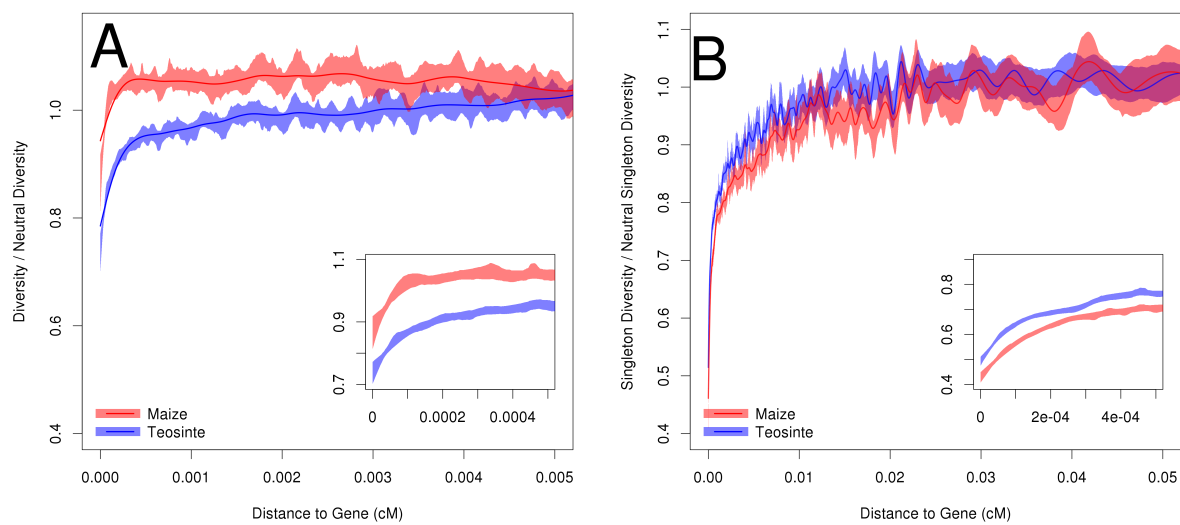 A
Diversity / Neutral Diversity
0.4
0.6
0.8
1.0
0.7
0.9
1.1
0
0.0002
0.0004
Maize
Teosinte
0.000
0.001
0.002
0.003
0.004
0.005
Distance to Gene (cM)
B
Singleton Diversity / Neutral Singleton Diversity
0.4
0.5
0.6
0.7
0.8
0.9
1.0
1.1
0.4
0.6
0.8
0
2e-04
4e-04
Maize
Teosinte
0.00
0.01
0.02
0.03
0.04
0.05
Distance to Gene (cM)